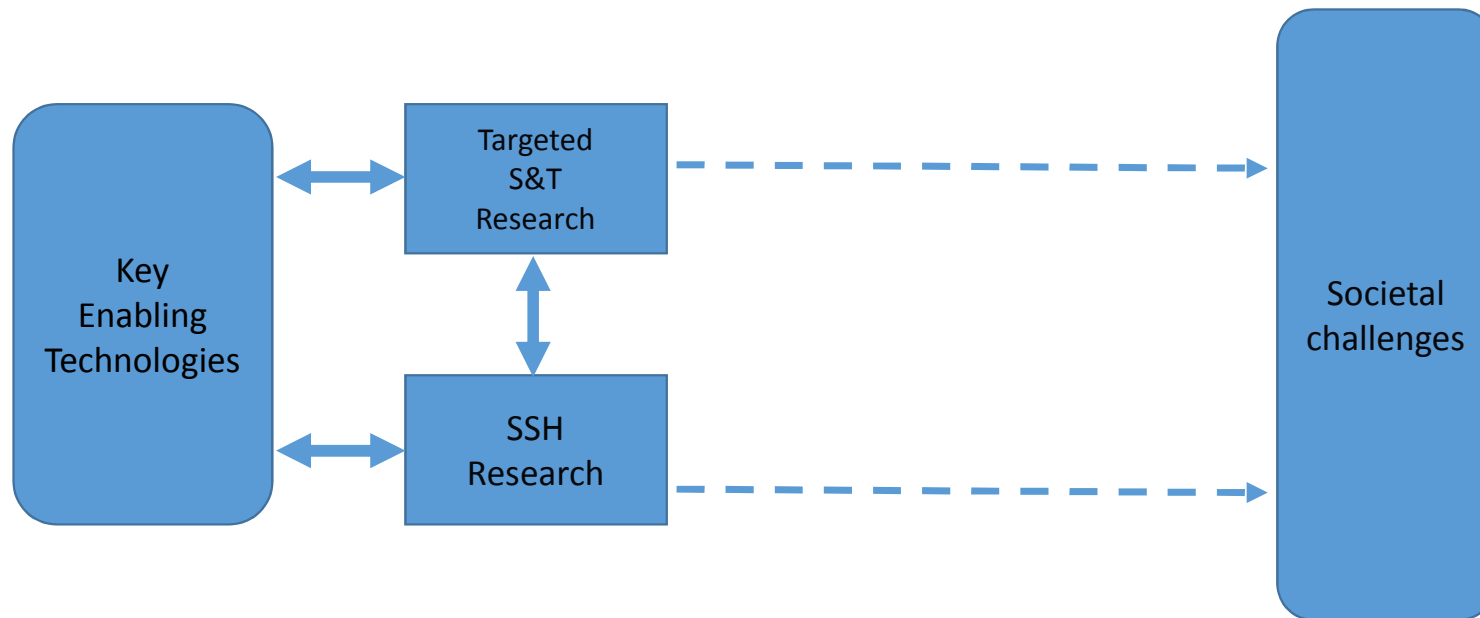 Key
Enabling
Technologies
Targeted
S&T
Research
SSH
Research
Societal
challenges